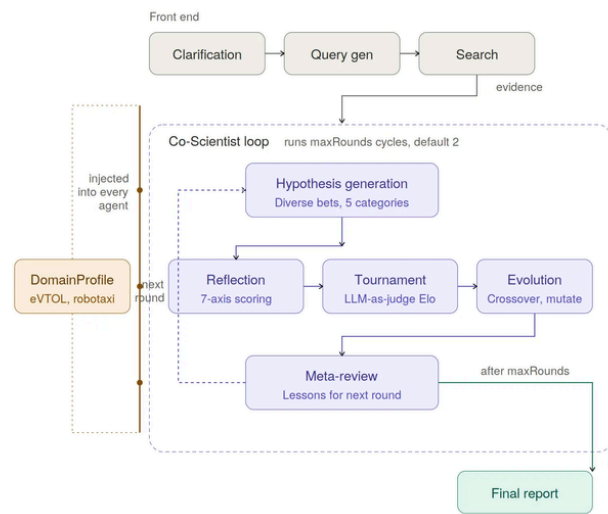 Front end
Clarification
Query gen
Search
evidence
Co-Scientist loop
runs maxRounds cycles, default 2
injected
into every
agent
Hypothesis generation
Diverse bets, 5 categories
DomainProfile
eVTOL, robotaxi
next
round
Reflection
7-axis scoring
Tournament
LLM-as-judge Elo
Evolution
Crossover, mutate
Meta-review
Lessons for next round
after maxRounds
Final report